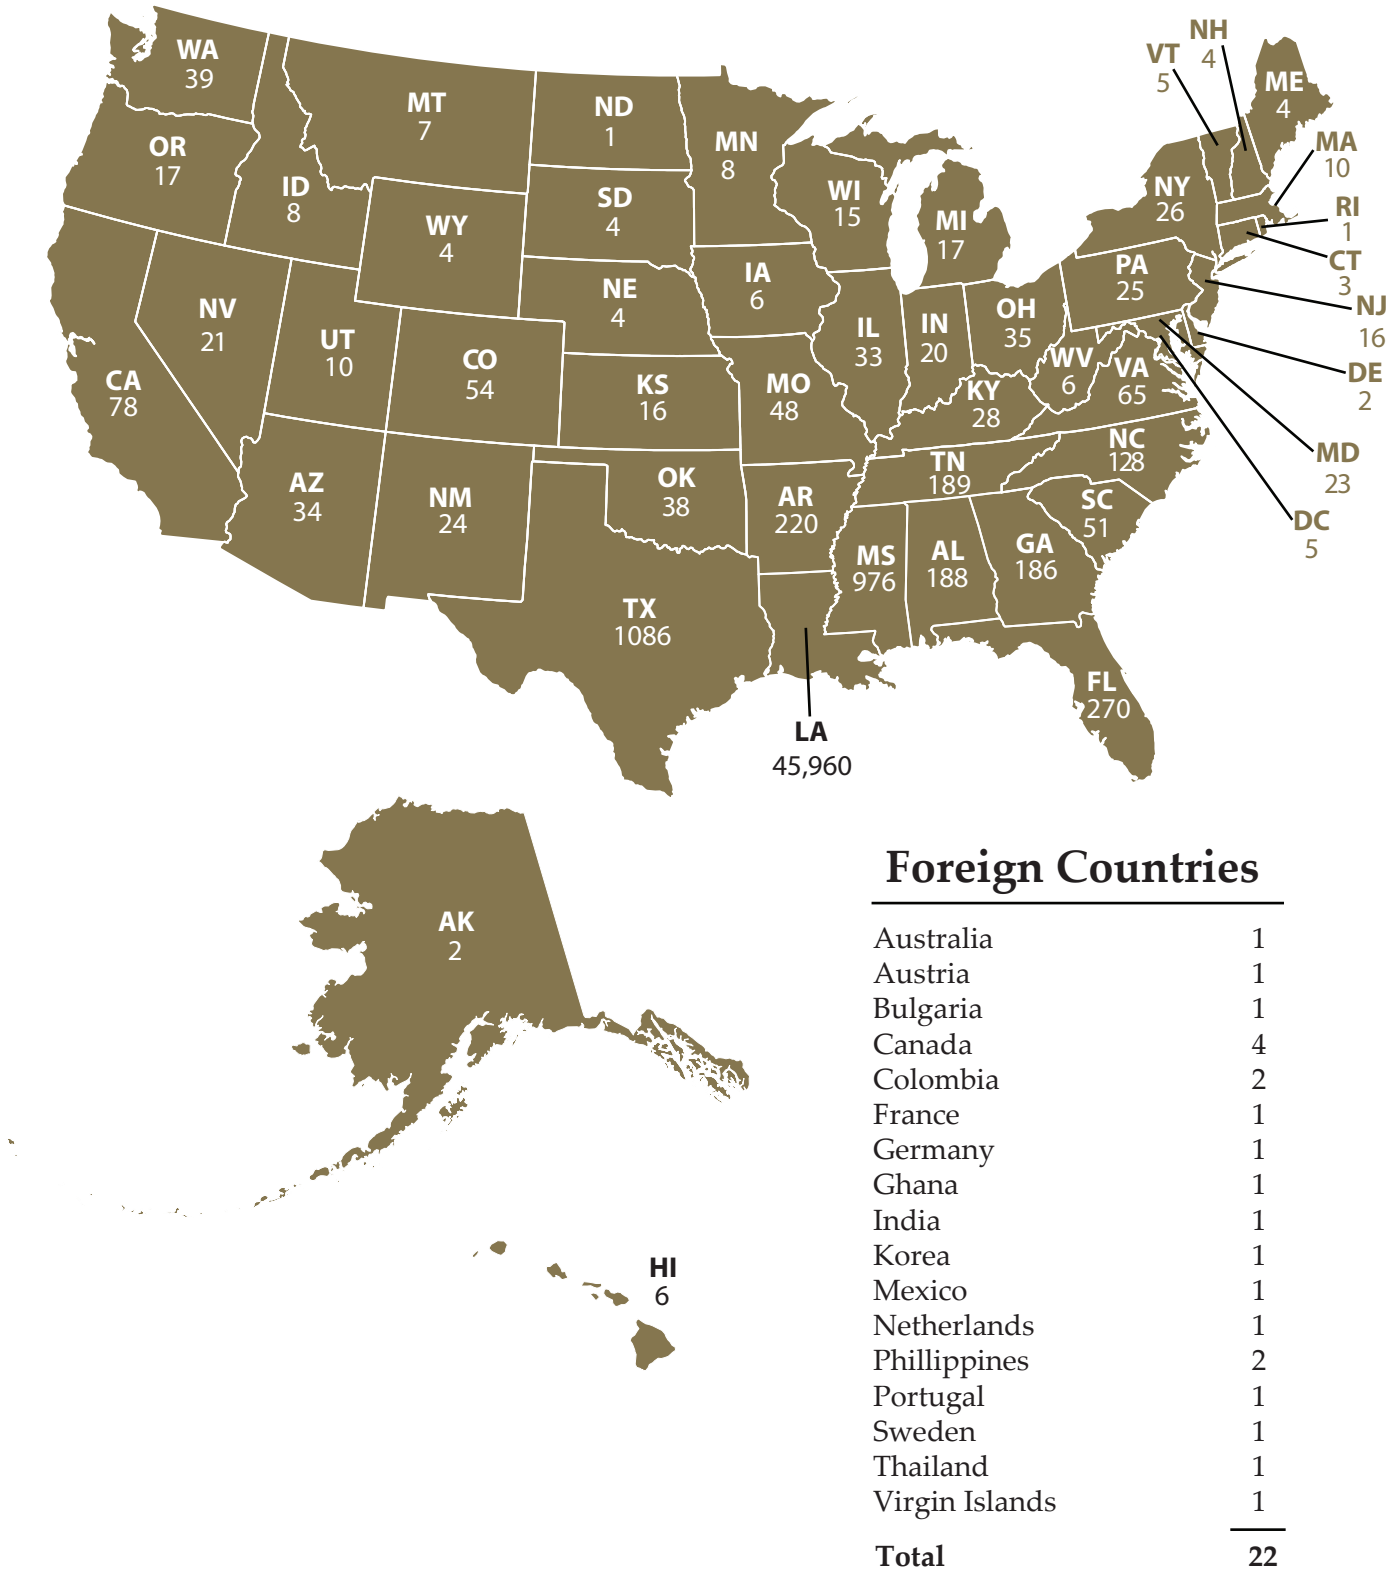 WA
39
OR
17
CA
78
NV
21
ID
8
MT
7
WY
4
UT
10
CO
54
AZ
34
NM
24
ND
1
SD
4
NE
4
KS
16
OK
38
TX
1086
MN
8
IA
6
MO
48
AR
220
LA
45,960
WI
15
IL
33
MI
17
IN
20
OH
35
KY
28
TN
189
MS
976
AL
188
GA
186
FL
270
SC
51
NC
128
VA
65
WV
6
PA
25
NY
26
VT
5
NH
4
ME
4
MA
10
RI
1
CT
3
NJ
16
DE
2
MD
23
DC
5
AK
2
HI
6
Foreign Countries
Australia 1
Austria 1
Bulgaria 1
Canada 4
Colombia 2
France 1
Germany 1
Ghana 1
India 1
Korea 1
Mexico 1
Netherlands 1
Phillippines 2
Portugal 1
Sweden 1
Thailand 1
Virgin Islands 1
Total 22